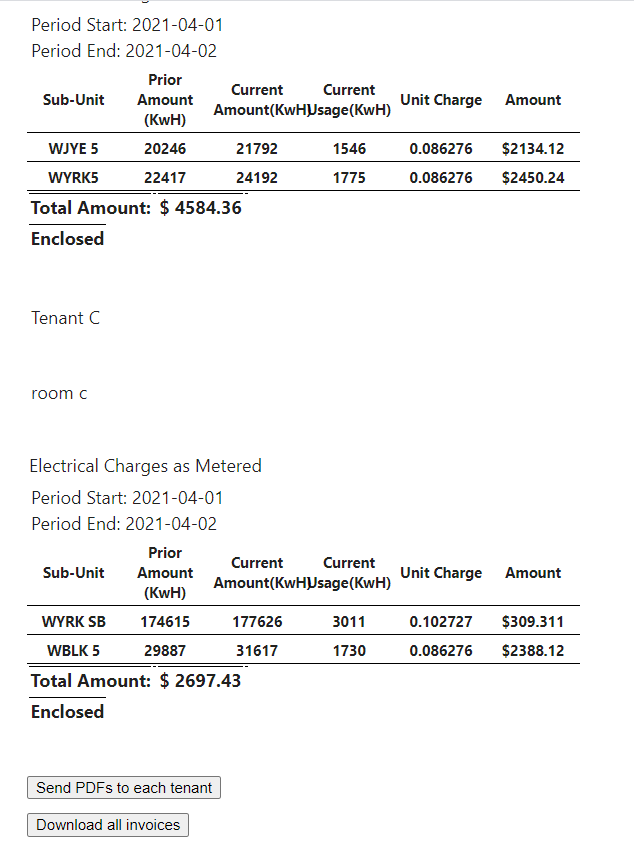 Period Start: 2021-04-01
Period End: 2021-04-02
Sub-Unit Prior Amount (KwH) Current Amount(KwH) Current Usage(KwH) Unit Charge Amount
WJYE 5 20246 21792 1546 0.086276 $2134.12
WYRK5 22417 24192 1775 0.086276 $2450.24
Total Amount: $ 4584.36
Enclosed
Tenant C
room c
Electrical Charges as Metered
Period Start: 2021-04-01
Period End: 2021-04-02
Sub-Unit Prior Amount (KwH) Current Amount(KwH) Current Usage(KwH) Unit Charge Amount
WYRK SB 174615 177626 3011 0.102727 $309.311
WBLK 5 29887 31617 1730 0.086276 $2388.12
Total Amount: $ 2697.43
Enclosed
Send PDFs to each tenant
Download all invoices